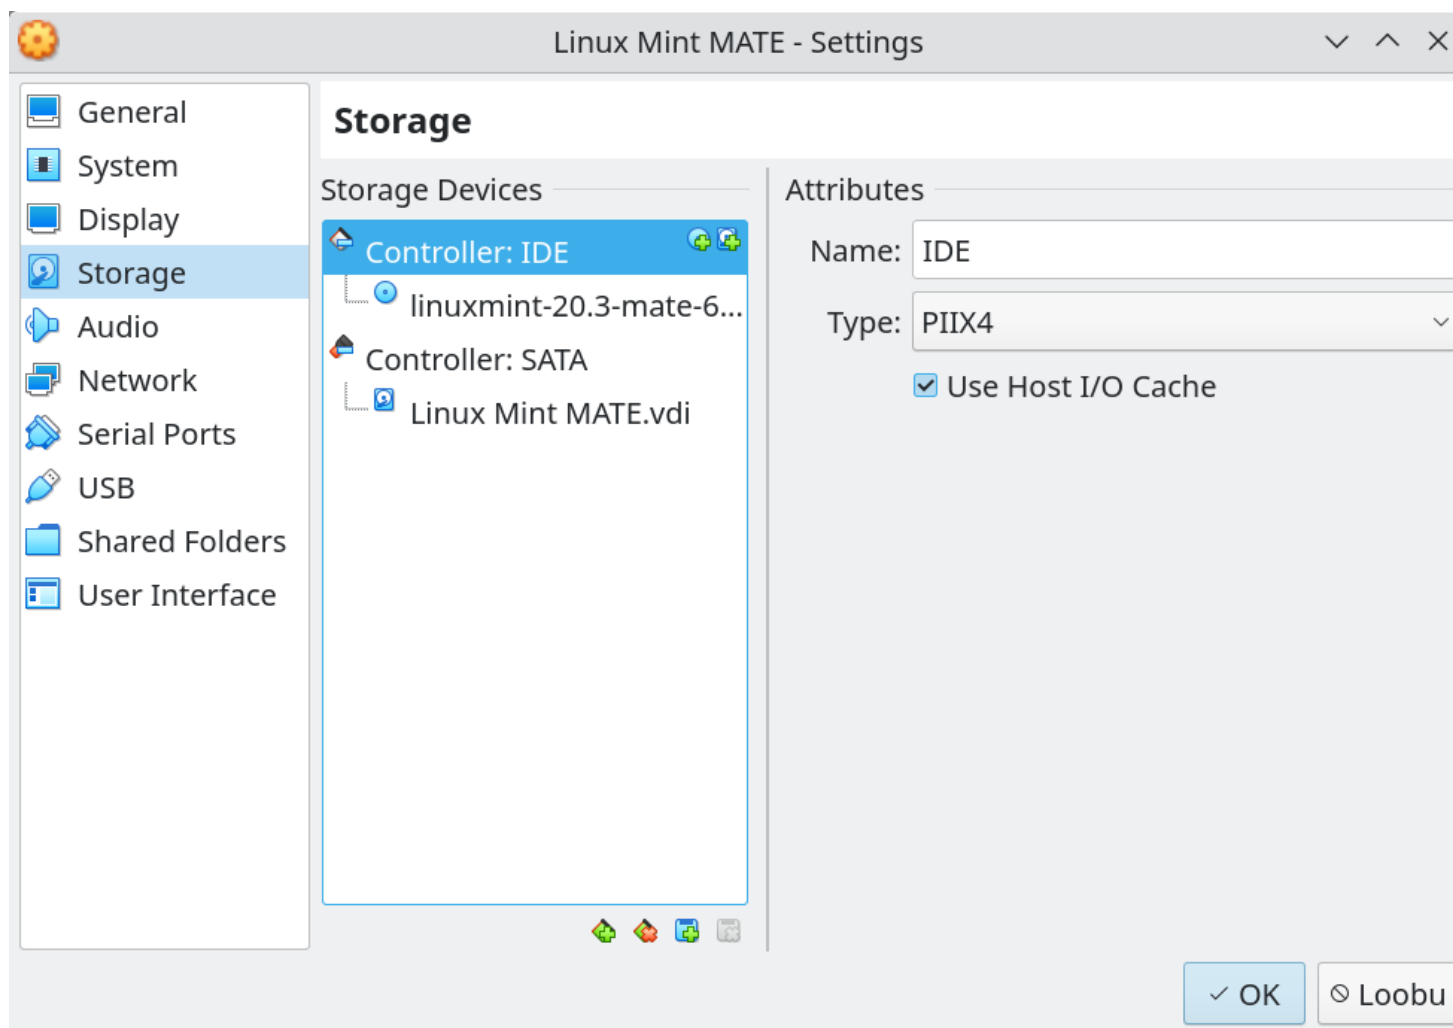 Linux Mint MATE - Settings
General
System
Display
Storage
Audio
Network
Serial Ports
USB
Shared Folders
User Interface
Storage
Storage Devices
Controller: IDE
linuxmint-20.3-mate-6...
Controller: SATA
Linux Mint MATE.vdi
Attributes
Name: IDE
Type: PIIX4
Use Host I/O Cache
OK
Loobu